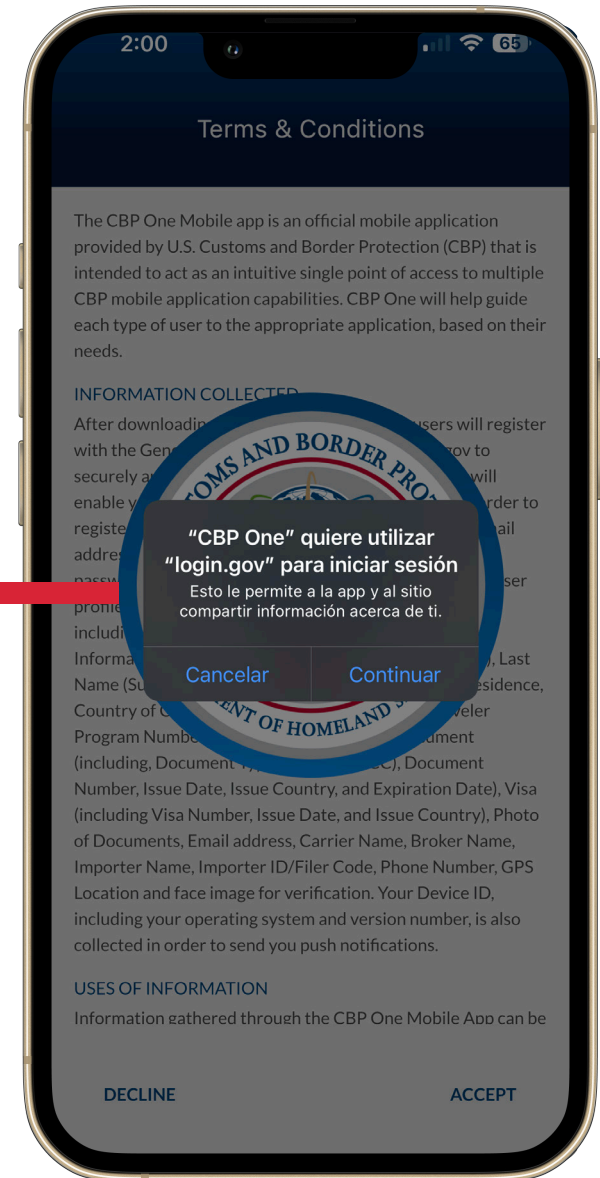 2:00
65
Terms & Conditions
The CBP One Mobile app is an official mobile application
provided by U.S. Customs and Border Protection (CBP) that is
intended to act as an intuitive single point of access to multiple
CBP mobile application capabilities. CBP One will help guide
each type of user to the appropriate application, based on their
needs.
INFORMATION COLLECTED
After downloadin users will register
with the Gen gov to
securely a will
enable y order to
registe ail
addres
passw ser
profile
includi
Informa ), Last
Name (Su esidence,
Country of C veler
Program Numbe ument
(including, Document C), Document
Number, Issue Date, Issue Country, and Expiration Date), Visa
(including Visa Number, Issue Date, and Issue Country), Photo
of Documents, Email address, Carrier Name, Broker Name,
Importer Name, Importer ID/Filer Code, Phone Number, GPS
Location and face image for verification. Your Device ID,
including your operating system and version number, is also
collected in order to send you push notifications.
USES OF INFORMATION
Information gathered through the CBP One Mobile App can be
OMS AND BORDER PRO
“CBP One” quiere utilizar
“login.gov” para iniciar sesión
Esto le permite a la app y al sitio
compartir información acerca de ti.
Cancelar
Continuar
ENT OF HOMELAND S
DECLINE
ACCEPT